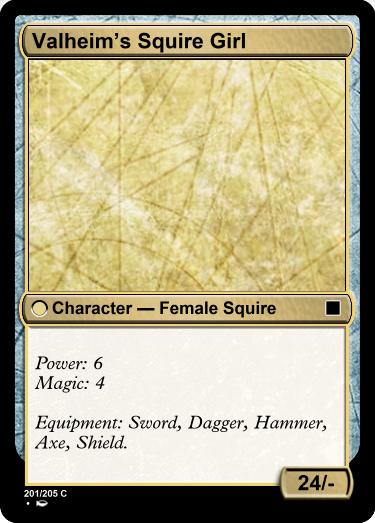 Valheim's Squire Girl
Character — Female Squire
Power: 6
Magic: 4
Equipment: Sword, Dagger, Hammer,
Axe, Shield.
24/-
201/205 C